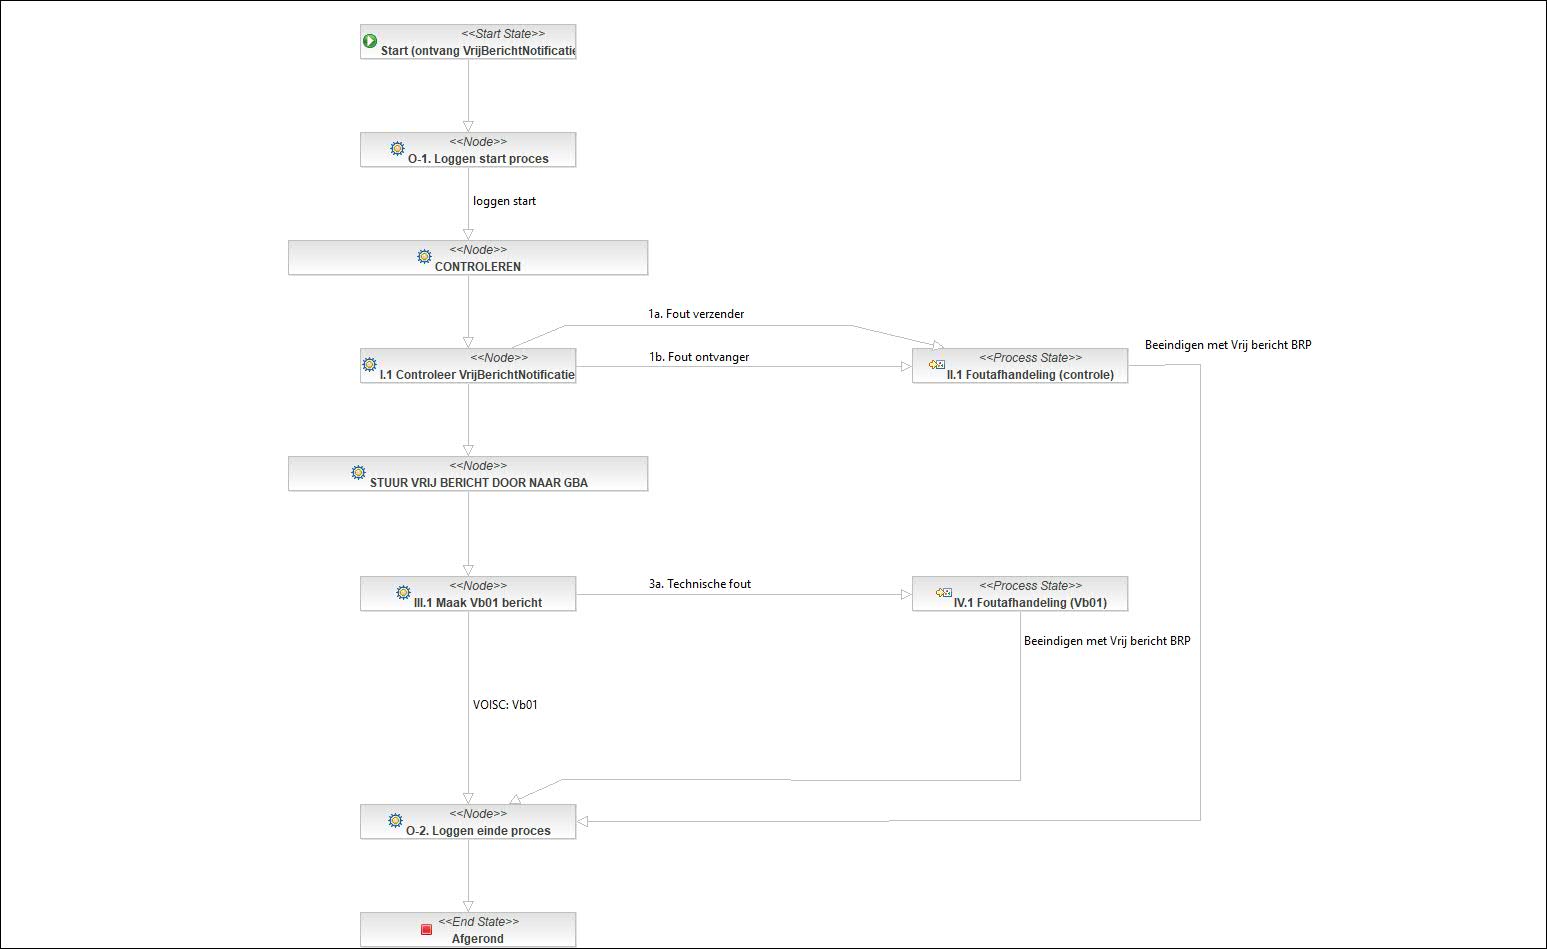 <<Start State>>
Start (ontvang VrijBerichtNotificatie
<<Node>>
O-1. Loggen start proces
loggen start
<<Node>>
CONTROLEREN
1a. Fout verzender
Beeindigen met Vrij bericht BRP
<<Node>>
I.1 Controleer VrijBerichtNotificatie
1b. Fout ontvanger
<<Process State>>
II.1 Foutafhandeling (controle)
<<Node>>
STUUR VRIJ BERICHT DOOR NAAR GBA
<<Node>>
III.1 Maak Vb01 bericht
3a. Technische fout
<<Process State>>
IV.1 Foutafhandeling (Vb01)
Beeindigen met Vrij bericht BRP
VOISC: Vb01
<<Node>>
O-2. Loggen einde proces
<<End State>>
Afgerond